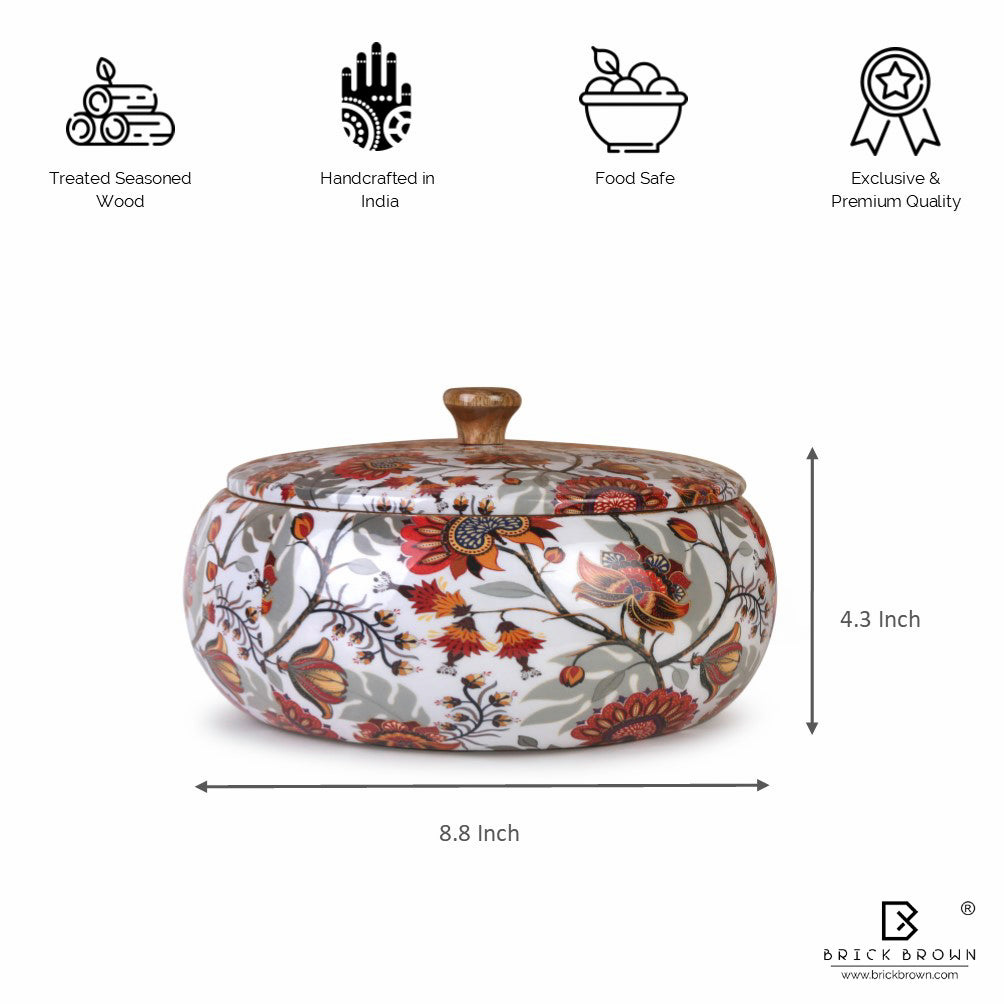 Treated Seasoned
Wood
Handcrafted in
India
Food Safe
Exclusive &
Premium Quality
4.3 Inch
8.8 Inch
®
BRICK BROWN
www.brickbrown.com